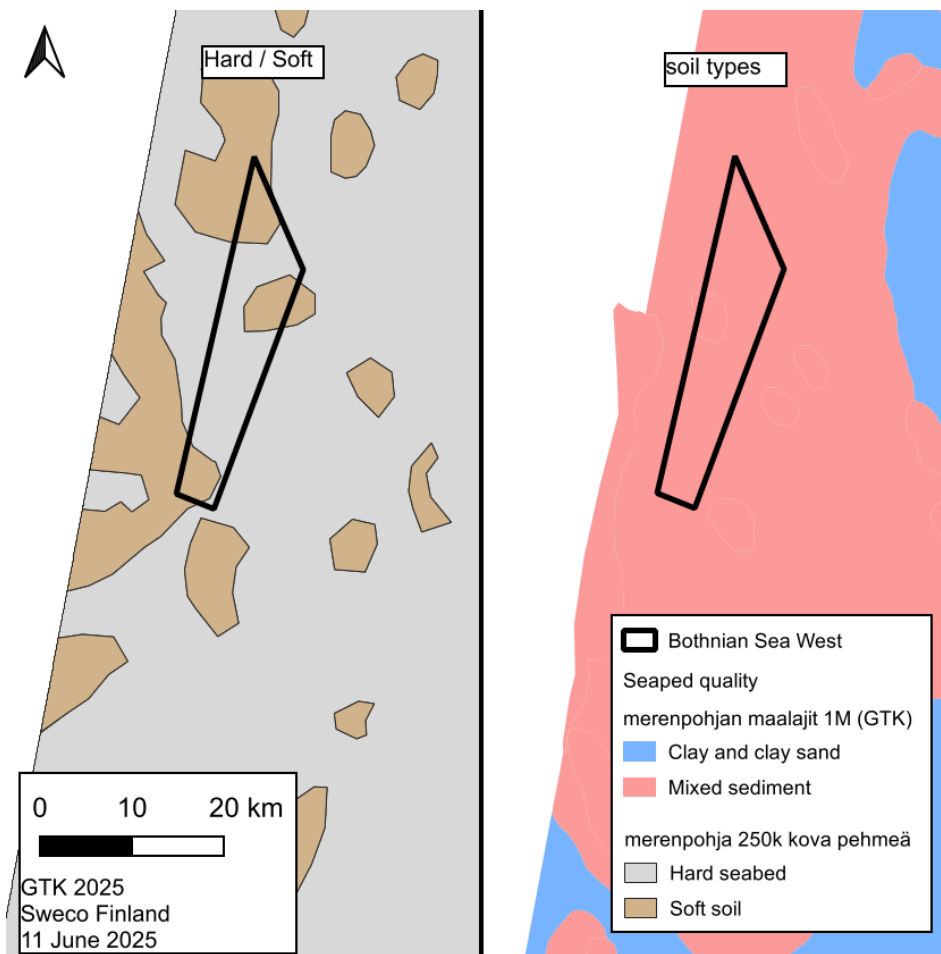 Hard / Soft
soil types
Bothnian Sea West
Seaped quality
merenpohjan maalajit 1M (GTK)
Clay and clay sand
Mixed sediment
merenpohja 250k kova pehmeä
Hard seabed
Soft soil
0 10 20 km
GTK 2025
Sweco Finland
11 June 2025